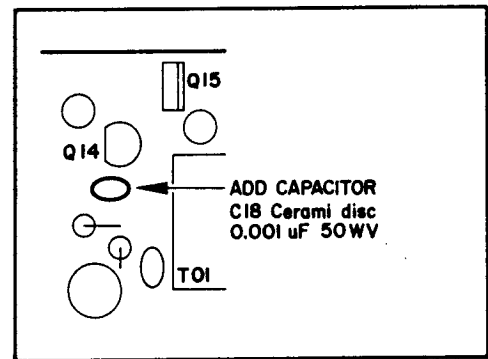 Q15
Q14
ADD CAPACITOR
C18 Cerami disc
0.001 uF 50WV
T01